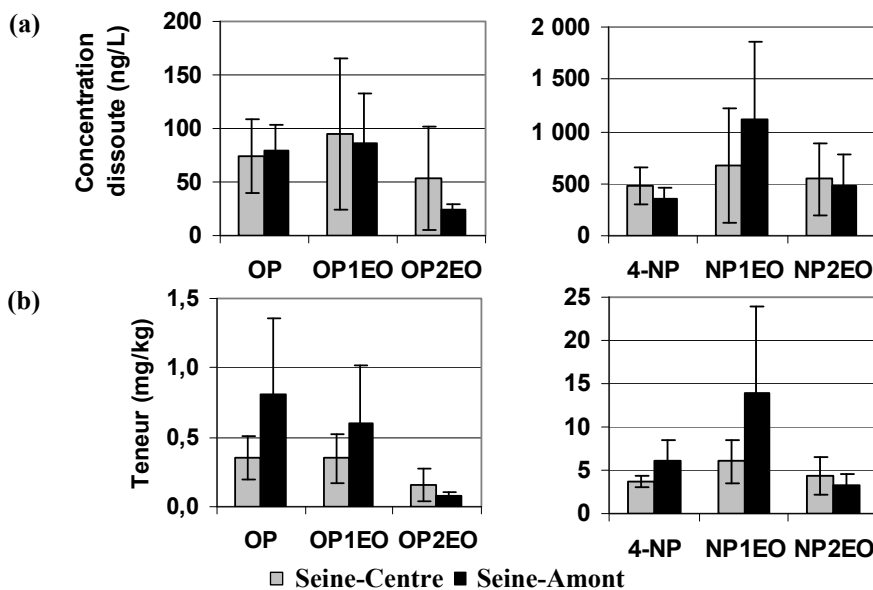 (a)
Concentration
dissoute (ng/L)
200
150
100
50
0
OP OP1EO OP2EO
2 000
1 500
1 000
500
0
4-NP NP1EO NP2EO
(b)
Teneur (mg/kg)
1,5
1,0
0,5
0,0
OP OP1EO OP2EO
25
20
15
10
5
0
4-NP NP1EO NP2EO
Seine-Centre Seine-Amont